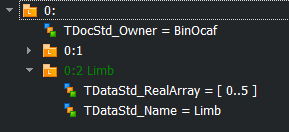 0:
TDocStd_Owner = BinOcaf
0:1
0:2 Limb
TDataStd_RealArray = [ 0..5 ]
TDataStd_Name = Limb